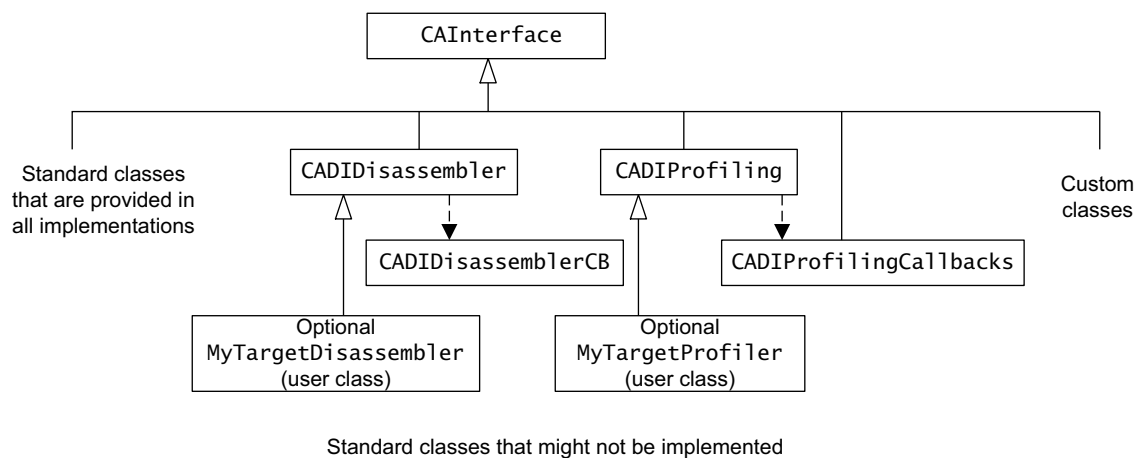 CAInterface
Standard classes
that are provided in
all implementations
CADIDisassembler
CADIProfiling
Custom
classes
CADIDisassemblerCB
CADIProfilingCallbacks
Optional
MyTargetDisassembler
(user class)
Optional
MyTargetProfiler
(user class)
Standard classes that might not be implemented